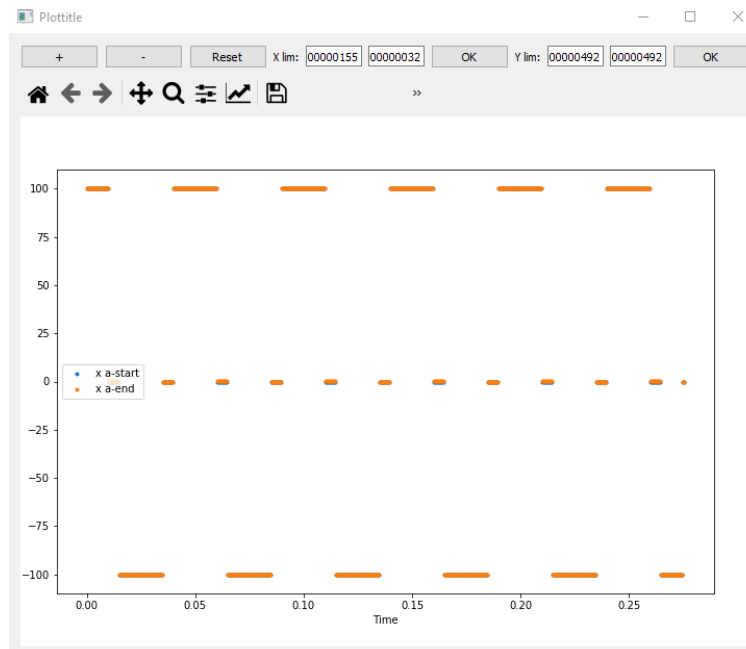 Plottitle
+ - Reset X lim: 00000155 00000032 OK Y lim: 00000492 00000492 OK
»
100
75
50
25
0
−25
−50
−75
−100
x a-start
x a-end
0.00 0.05 0.10 0.15 0.20 0.25
Time